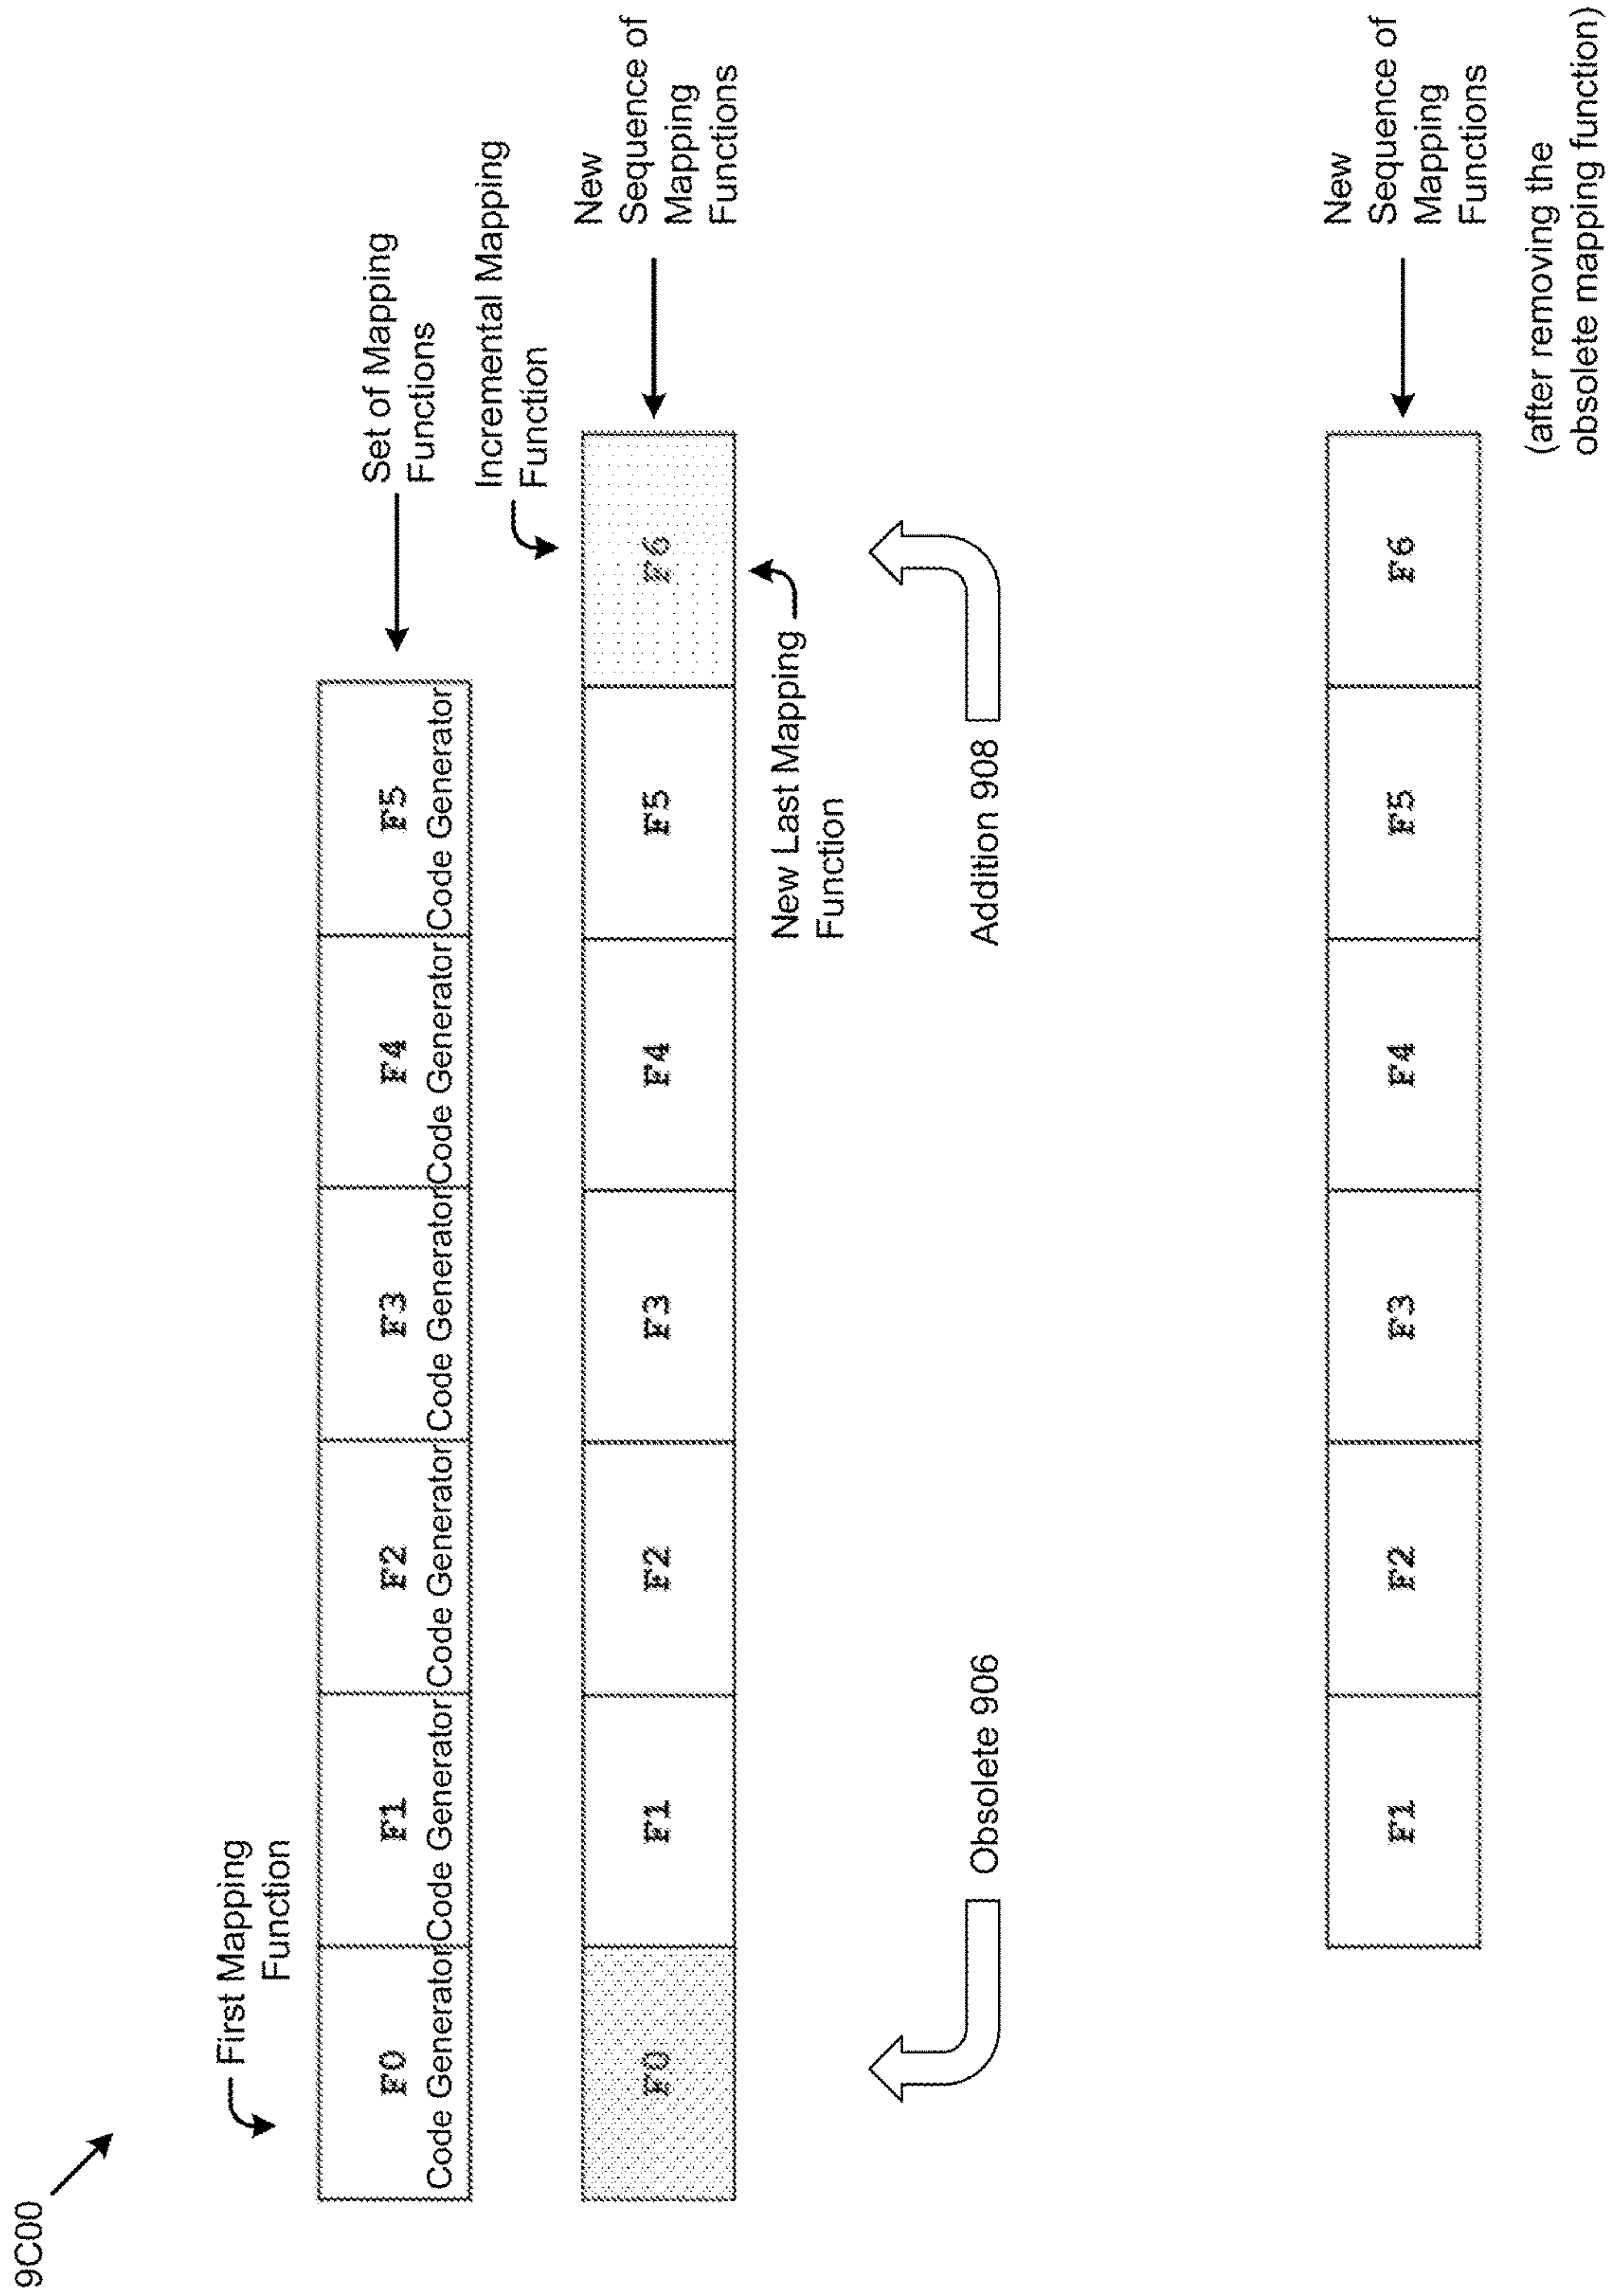 9C00
First Mapping
Function
F0
F1
F2
F3
F4
F5
Code Generator
Code Generator
Code Generator
Code Generator
Code Generator
Code Generator
Set of Mapping
Functions
Incremental Mapping
Function
F0
F1
F2
F3
F4
F5
F6
New
Sequence of
Mapping
Functions
New Last Mapping
Function
Obsolete 906
Addition 908
F1
F2
F3
F4
F5
F6
New
Sequence of
Mapping
Functions
(after removing the
obsolete mapping function)